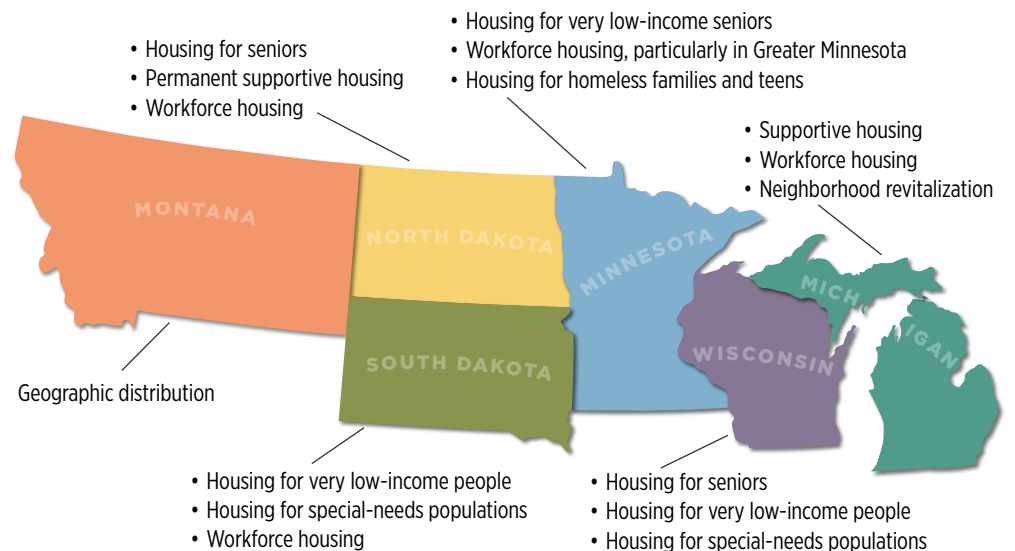 • Housing for very low-income seniors
• Workforce housing, particularly in Greater Minnesota
• Housing for homeless families and teens
• Housing for seniors
• Permanent supportive housing
• Workforce housing
• Supportive housing
• Workforce housing
• Neighborhood revitalization
MONTANA
NORTH DAKOTA
MINNESOTA
MICH
IGAN
SOUTH DAKOTA
WISCONSIN
Geographic distribution
• Housing for very low-income people
• Housing for special-needs populations
• Workforce housing
• Housing for seniors
• Housing for very low-income people
• Housing for special-needs populations